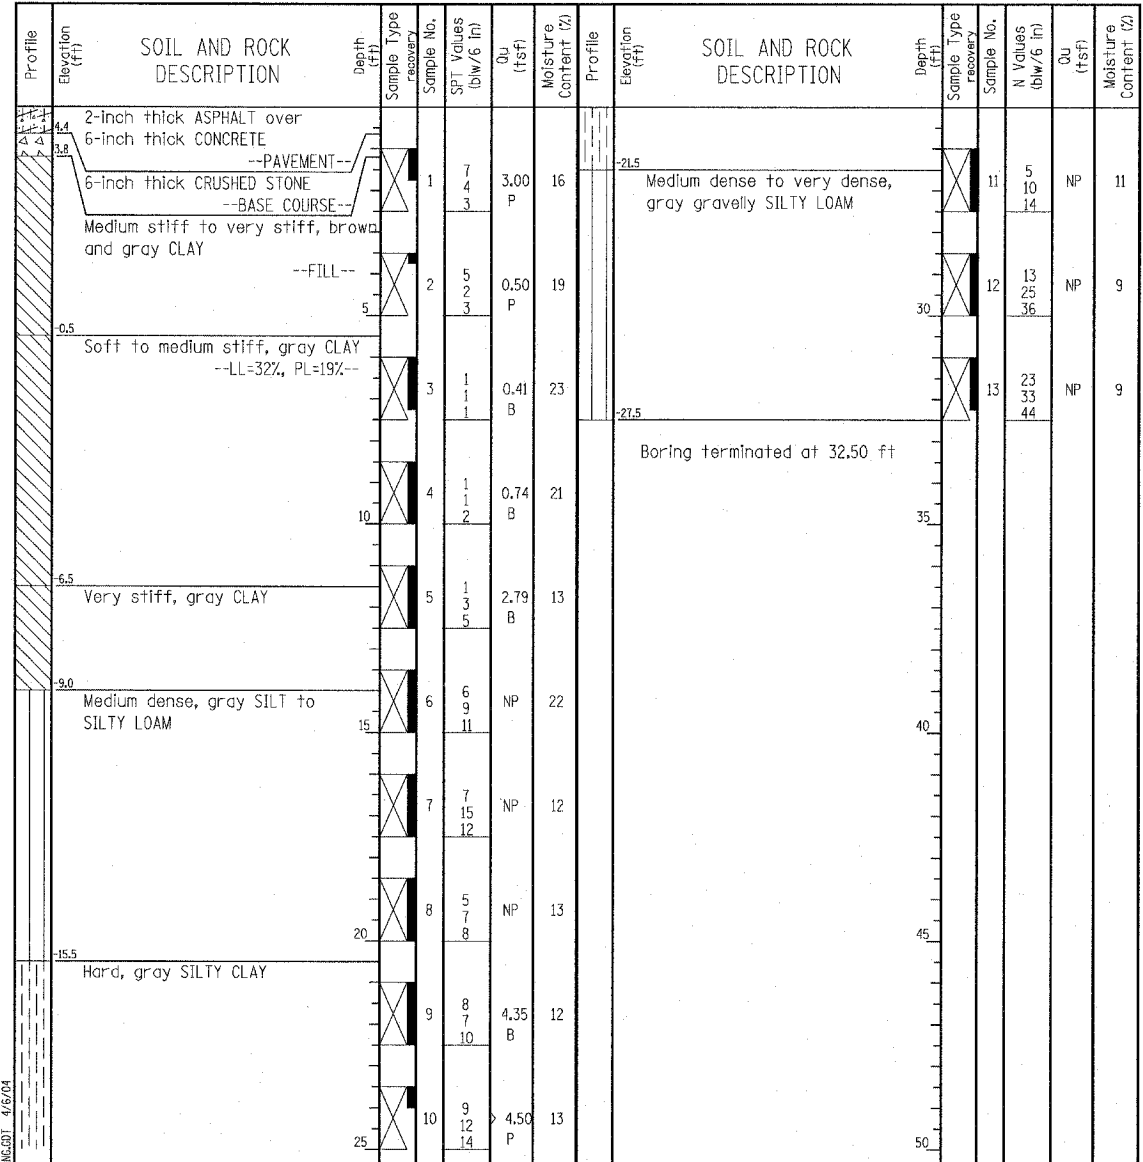 Profile
Elevation (ft)
SOIL AND ROCK
DESCRIPTION
Depth (ft)
Sample Type
recovery
Sample No.
SPT Values
(blw/6 in)
Qu
(tsf)
Moisture
Content (%)
2-inch thick ASPHALT over
4.4
6-inch thick CONCRETE
3.8
--PAVEMENT--
6-inch thick CRUSHED STONE
--BASE COURSE--
1
7
4
3
3.00
P
16
Medium stiff to very stiff, brown
and gray CLAY
--FILL--
5
2
5
2
3
0.50
P
19
-0.5
Soft to medium stiff, gray CLAY
--LL=32%, PL=19%--
3
1
1
1
0.41
B
23
10
4
1
1
2
0.74
B
21
-6.5
Very stiff, gray CLAY
5
1
3
5
2.79
B
13
-9.0
Medium dense, gray SILT to
SILTY LOAM
15
6
6
9
11
NP
22
7
7
15
12
NP
12
20
8
5
7
8
NP
13
-15.5
Hard, gray SILTY CLAY
9
8
7
10
4.35
B
12
25
10
9
12
14
> 4.50
P
13
NG.GDT 4/6/04
Profile
Elevation (ft)
SOIL AND ROCK
DESCRIPTION
Depth (ft)
Sample Type
recovery
Sample No.
N Values
(blw/6 in)
Qu
(tsf)
Moisture
Content (%)
-21.5
Medium dense to very dense,
gray gravelly SILTY LOAM
11
5
10
14
NP
11
30
12
13
25
36
NP
9
13
23
33
44
NP
9
-27.5
Boring terminated at 32.50 ft
35
40
45
50